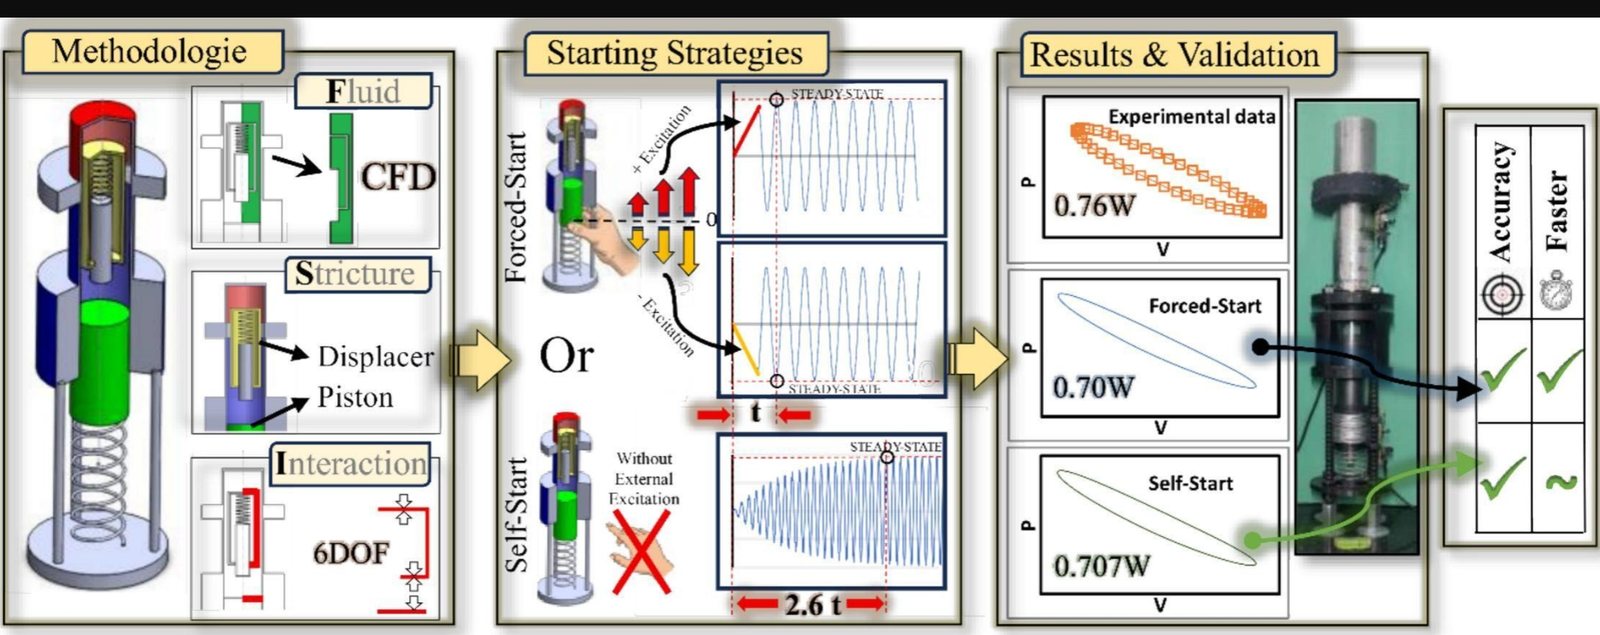 Methodologie
Fluid
CFD
Stricture
Displacer
Piston
Interaction
6DOF
Starting Strategies
Forced-Start
+ Excitation
0
- Excitation
STEADY-STATE
STEADY-STATE
t
Or
Self-Start
Without
External
Excitation
STEADY-STATE
2.6 t
Results & Validation
Experimental data
P
0.76W
V
Forced-Start
P
0.70W
V
Self-Start
P
0.707W
V
Accuracy
Faster
~